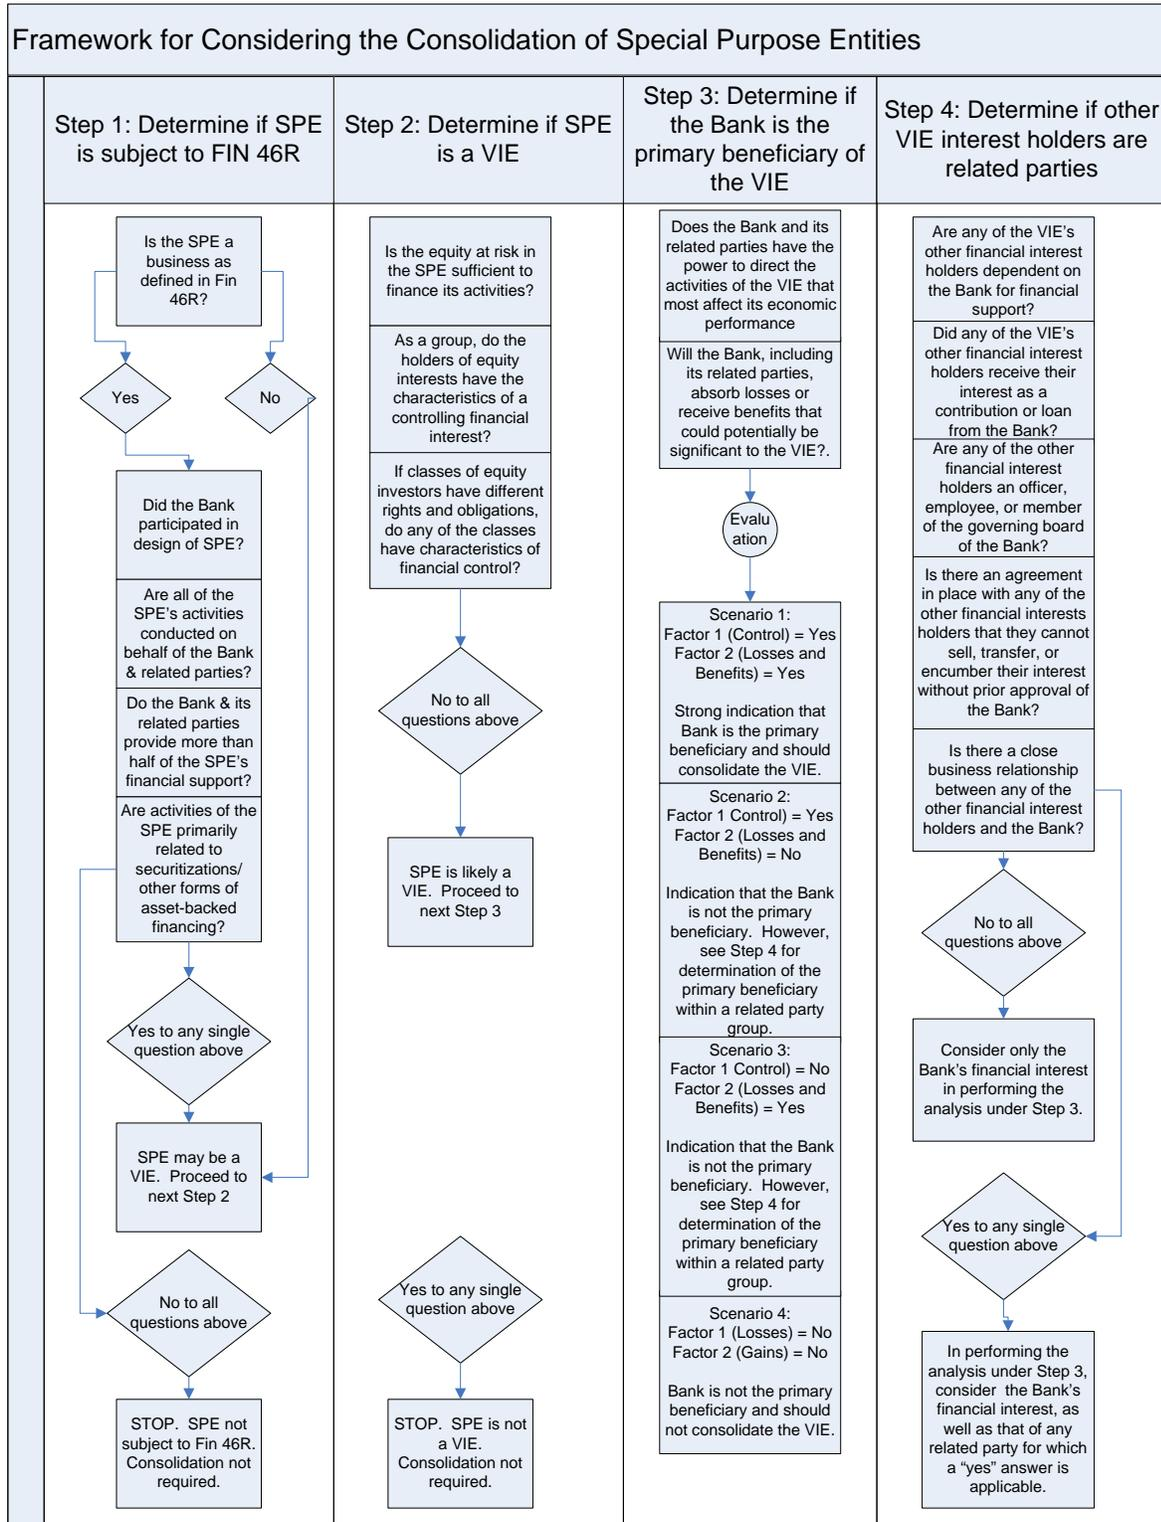 Framework for Considering the Consolidation of Special Purpose Entities
Step 1: Determine if SPE
is subject to FIN 46R
Is the SPE a
business as
defined in Fin
46R?
Yes
No
Did the Bank
participated in
design of SPE?
Are all of the
SPE's activities
conducted on
behalf of the Bank
& related parties?
Do the Bank & its
related parties
provide more than
half of the SPE's
financial support?
Are activities of the
SPE primarily
related to
securitizations/
other forms of
asset-backed
financing?
Yes to any single
question above
SPE may be a
VIE.  Proceed to
next Step 2
No to all
questions above
STOP.  SPE not
subject to Fin 46R.
Consolidation not
required.
Step 2: Determine if SPE
is a VIE
Is the equity at risk in
the SPE sufficient to
finance its activities?
As a group, do the
holders of equity
interests have the
characteristics of a
controlling financial
interest?
If classes of equity
investors have different
rights and obligations,
do any of the classes
have characteristics of
financial control?
No to all
questions above
SPE is likely a
VIE.  Proceed to
next Step 3
Yes to any single
question above
STOP.  SPE is not
a VIE.
Consolidation not
required.
Step 3: Determine if
the Bank is the
primary beneficiary of
the VIE
Does the Bank and its
related parties have the
power to direct the
activities of the VIE that
most affect its economic
performance
Will the Bank, including
its related parties,
absorb losses or
receive benefits that
could potentially be
significant to the VIE?.
Evalu
ation
Scenario 1:
Factor 1 (Control) = Yes
Factor 2 (Losses and
Benefits) = Yes
Strong indication that
Bank is the primary
beneficiary and should
consolidate the VIE.
Scenario 2:
Factor 1 Control) = Yes
Factor 2 (Losses and
Benefits) = No
Indication that the Bank
is not the primary
beneficiary.  However,
see Step 4 for
determination of the
primary beneficiary
within a related party
group.
Scenario 3:
Factor 1 Control) = No
Factor 2 (Losses and
Benefits) = Yes
Indication that the Bank
is not the primary
beneficiary.  However,
see Step 4 for
determination of the
primary beneficiary
within a related party
group.
Scenario 4:
Factor 1 (Losses) = No
Factor 2 (Gains) = No
Bank is not the primary
beneficiary and should
not consolidate the VIE.
Step 4: Determine if other
VIE interest holders are
related parties
Are any of the VIE's
other financial interest
holders dependent on
the Bank for financial
support?
Did any of the VIE's
other financial interest
holders receive their
interest as a
contribution or loan
from the Bank?
Are any of the other
financial interest
holders an officer,
employee, or member
of the governing board
of the Bank?
Is there an agreement
in place with any of the
other financial interests
holders that they cannot
sell, transfer, or
encumber their interest
without prior approval of
the Bank?
Is there a close
business relationship
between any of the
other financial interest
holders and the Bank?
No to all
questions above
Consider only the
Bank's financial interest
in performing the
analysis under Step 3.
Yes to any single
question above
In performing the
analysis under Step 3,
consider  the Bank's
financial interest, as
well as that of any
related party for which
a "yes" answer is
applicable.